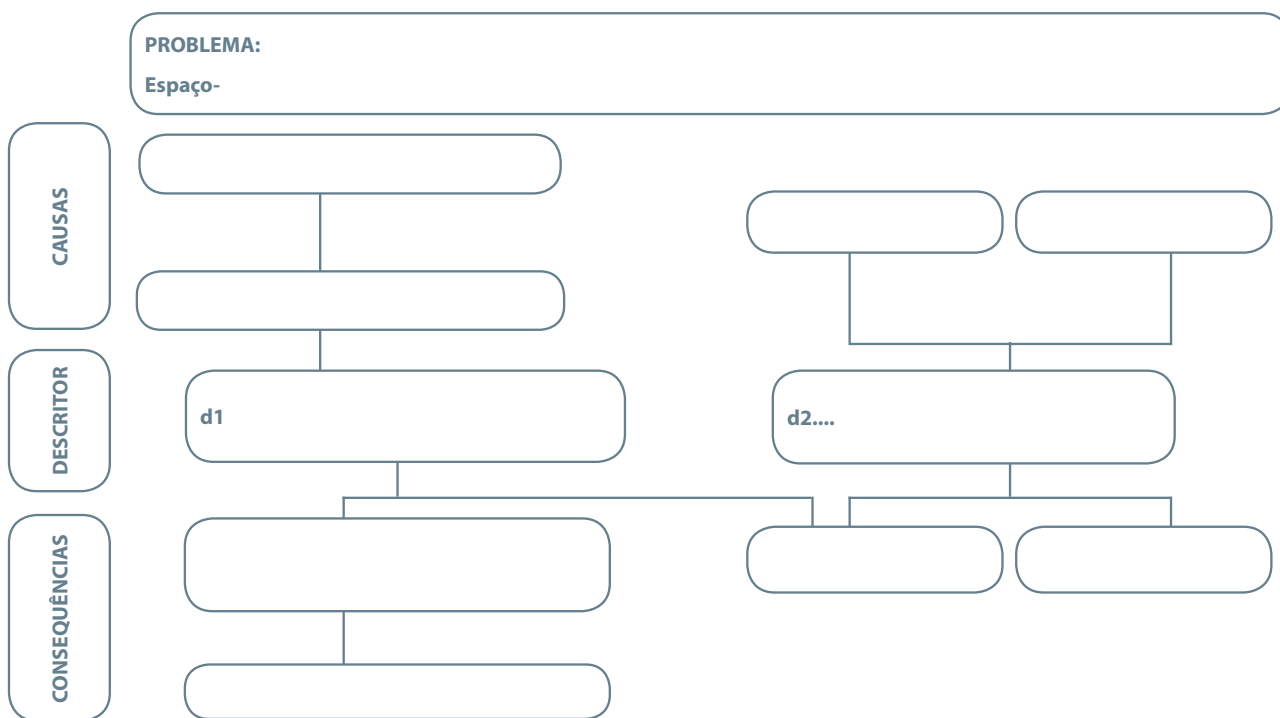 PROBLEMA:
Espaço-
CAUSAS
DESCRITOR
d1
d2....
CONSEQUÊNCIAS